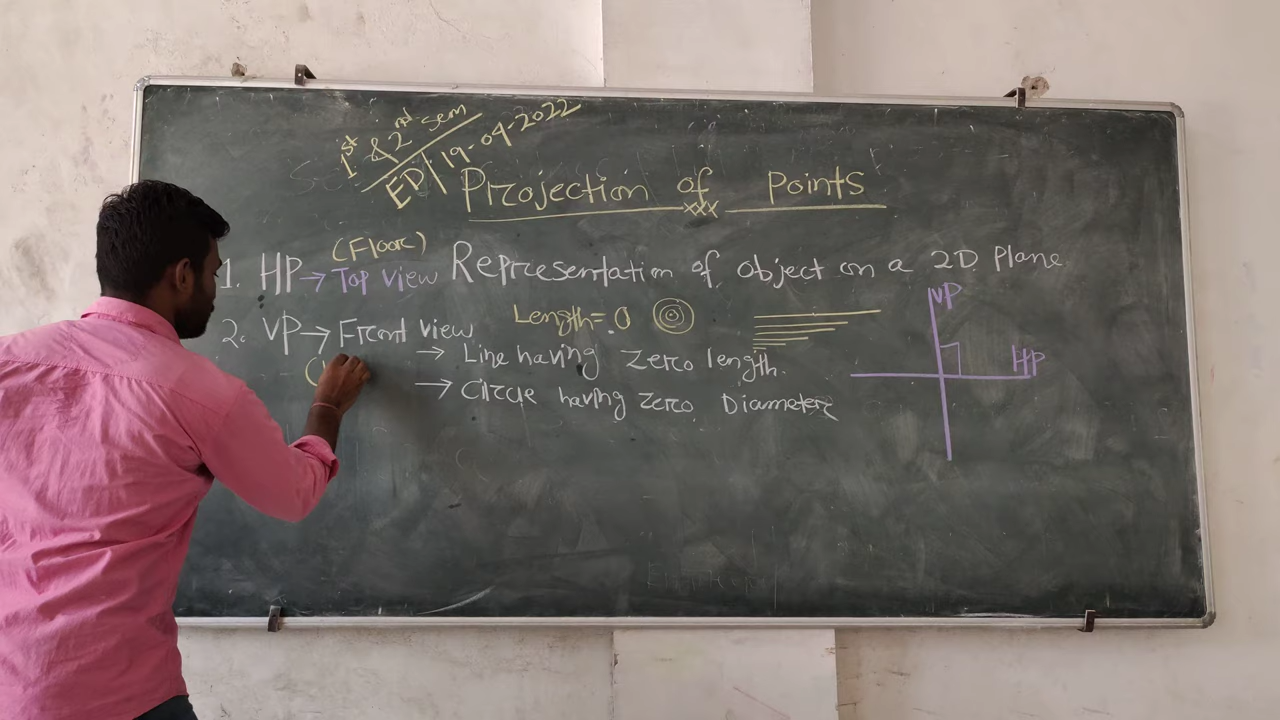 1st & 2nd sem
ED | 19-04-2022
Projection of Points
(Floor)
1. HP → Top view Representation of object on a 2D plane
VP
Length = 0
2. VP → Front view
→ Line having zero length.
HP
(
→ Circle having zero Diameter